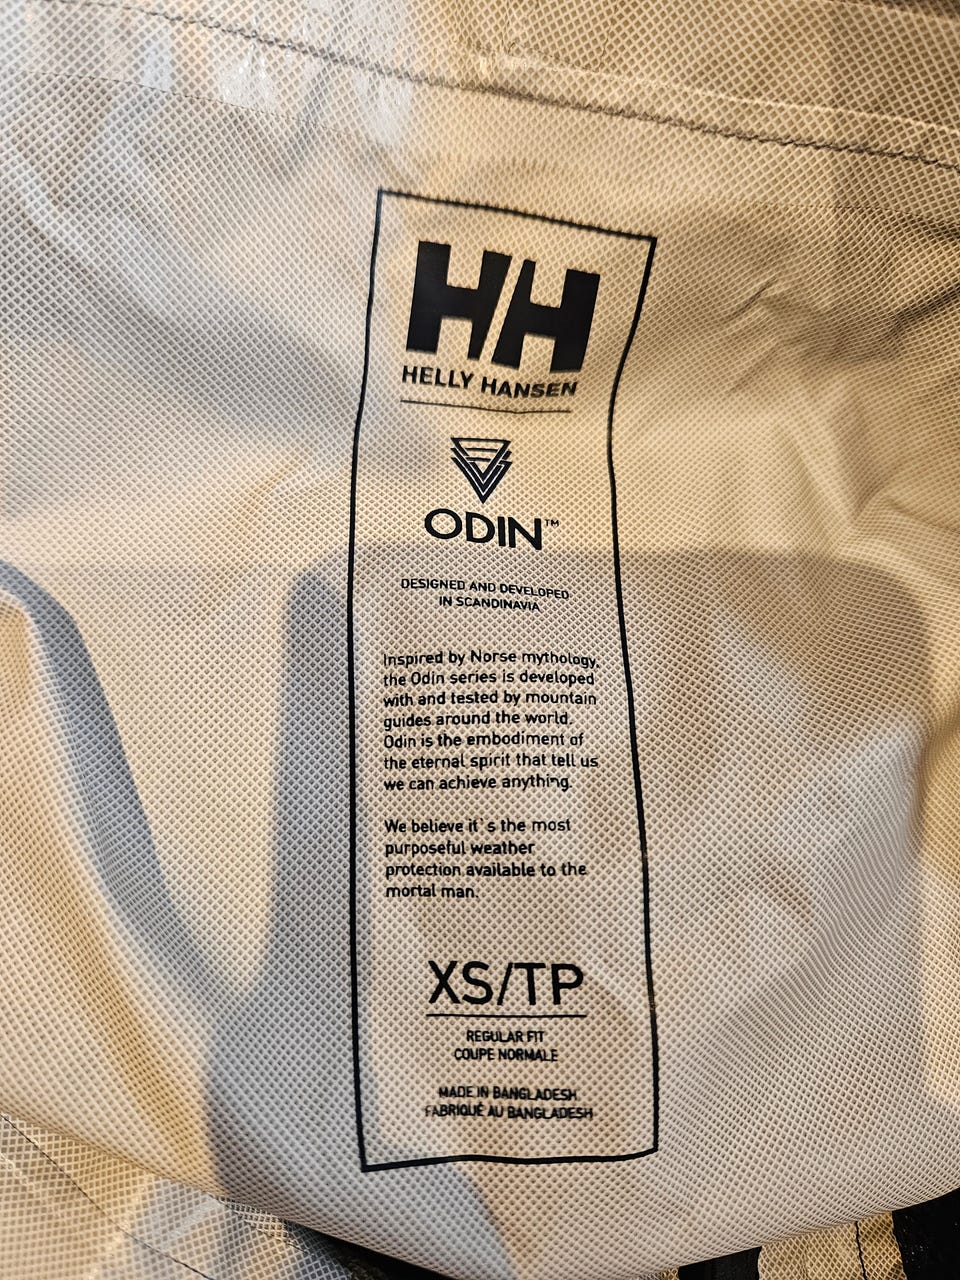 HH
HELLY HANSEN
ODIN™
DESIGNED AND DEVELOPED
IN SCANDINAVIA
Inspired by Norse mythology,
the Odin series is developed
with and tested by mountain
guides around the world.
Odin is the embodiment of
the eternal spirit that tell us
we can achieve anything.
We believe it`s the most
purposeful weather
protection available to the
mortal man.
XS/TP
REGULAR FIT
COUPE NORMALE
MADE IN BANGLADESH
FABRIQUÉ AU BANGLADESH